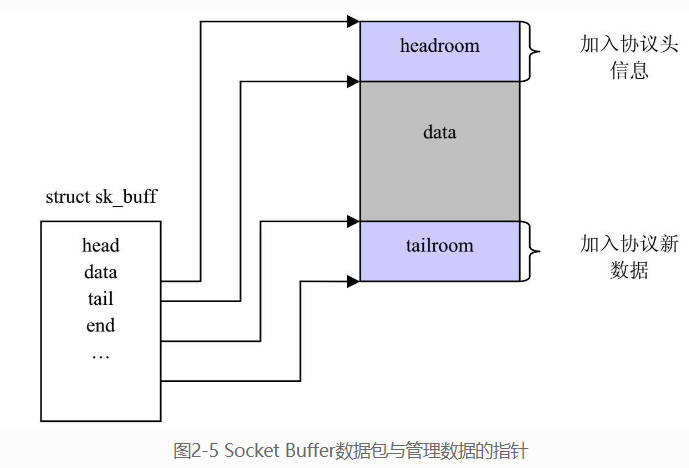 headroom
加入协议头
信息
data
struct sk_buff
head
data
tail
end
…
tailroom
加入协议新
数据
图2-5 Socket Buffer数据包与管理数据的指针